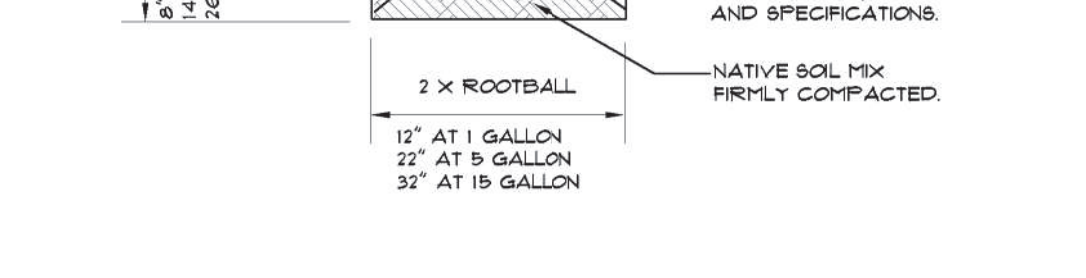 AND SPECIFICATIONS.
NATIVE SOIL MIX
FIRMLY COMPACTED.
2 X ROOTBALL
12" AT 1 GALLON
22" AT 5 GALLON
32" AT 15 GALLON
8"